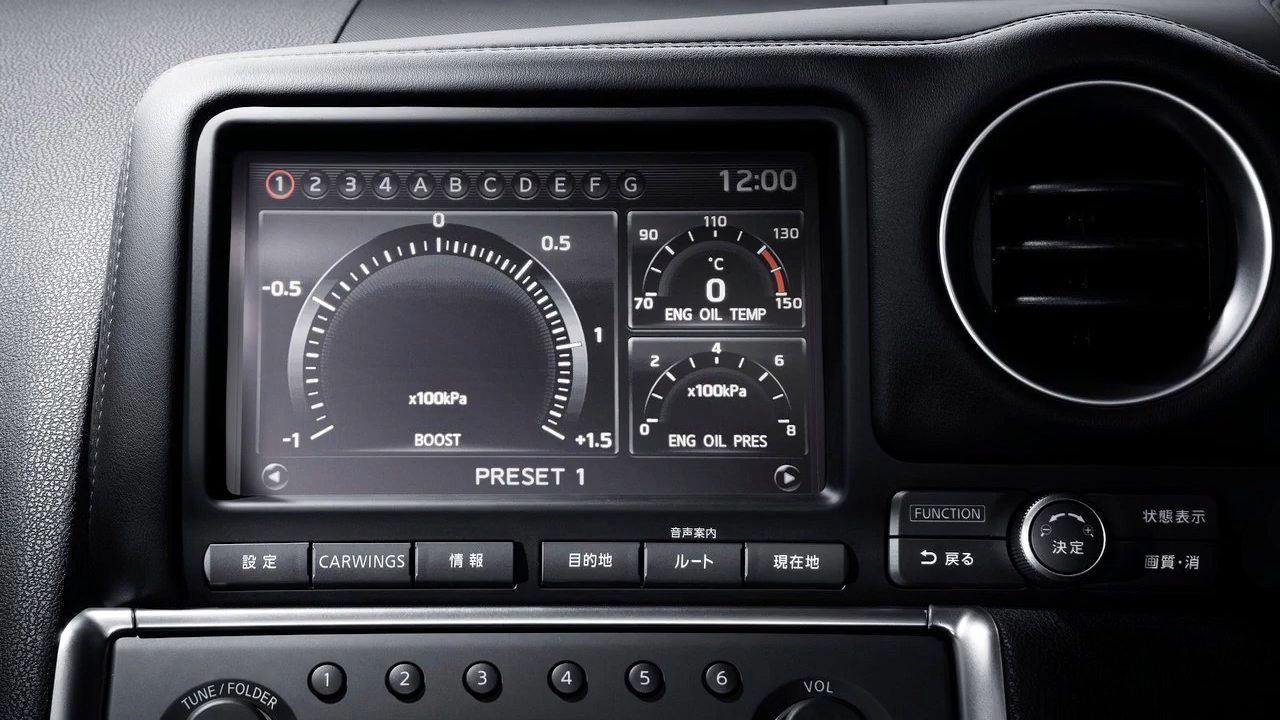 1 2 3 4 A B C D E F G
12:00
0
-0.5 0.5
1
x100kPa
-1 +1.5
BOOST
110
90 130
°C
0
70 150
ENG OIL TEMP
4
2 6
x100kPa
0 8
ENG OIL PRES
PRESET 1
音声案内
設定 CARWINGS 情報 目的地 ルート 現在地
FUNCTION
状態表示
戻る
決定
画質・消
1 2 3 4 5 6
TUNE / FOLDER
VOL